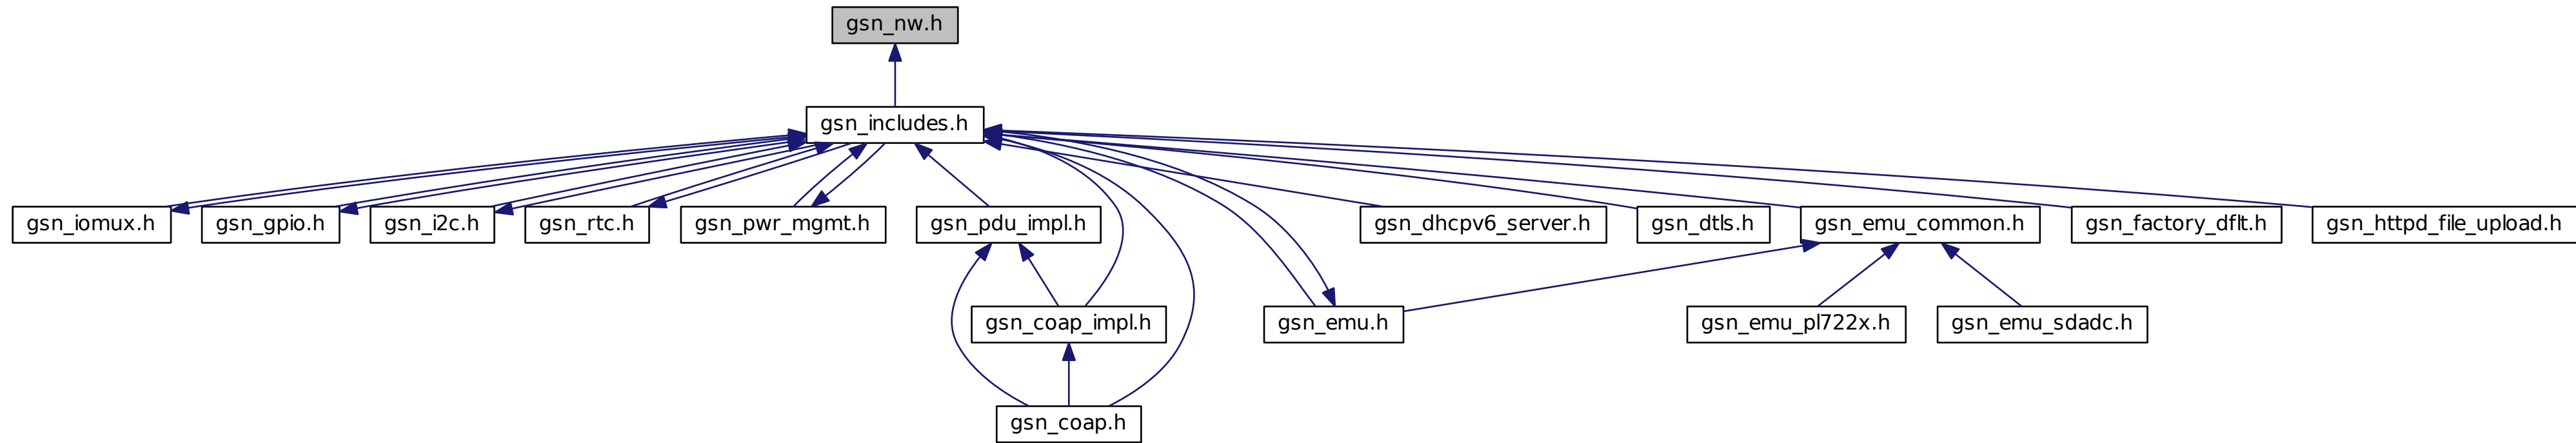 gsn_nw.h
gsn_includes.h
gsn_iomux.h
gsn_gpio.h
gsn_i2c.h
gsn_rtc.h
gsn_pwr_mgmt.h
gsn_pdu_impl.h
gsn_dhcpv6_server.h
gsn_dtls.h
gsn_emu_common.h
gsn_factory_dflt.h
gsn_httpd_file_upload.h
gsn_coap_impl.h
gsn_emu.h
gsn_emu_pl722x.h
gsn_emu_sdadc.h
gsn_coap.h